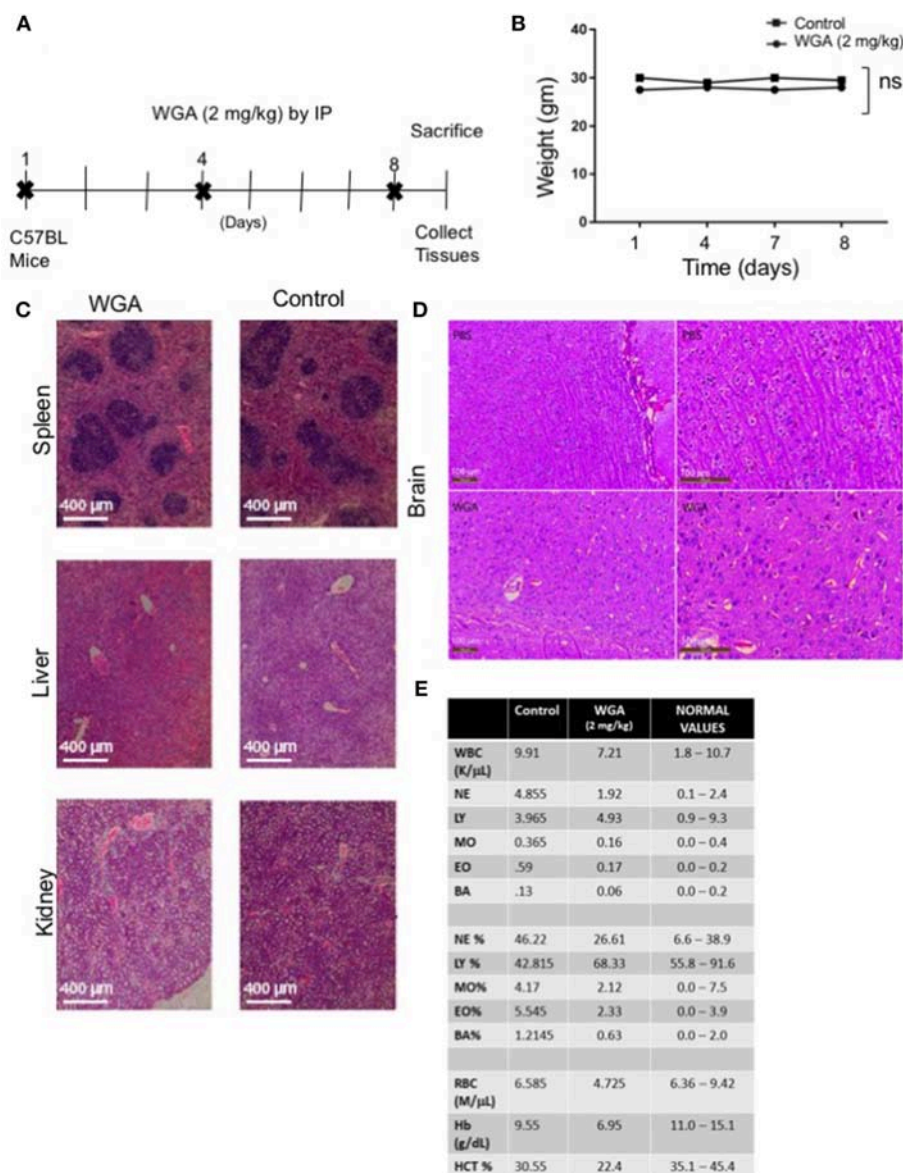 A
WGA (2 mg/kg) by IP
Sacrifice
1
4
8
(Days)
C57BL
Mice
Collect
Tissues
B
Control
WGA (2 mg/kg)
ns
40
30
20
10
0
Weight (gm)
1 4 7 8
Time (days)
C
WGA
Control
Spleen
400 µm
400 µm
Liver
400 µm
400 µm
Kidney
400 µm
400 µm
D
Brain
PBS
PBS
100 µm
100 µm
WGA
WGA
100 µm
100 µm
E
Control WGA (2 mg/kg) NORMAL VALUES
WBC (K/µL) 9.91 7.21 1.8 – 10.7
NE 4.855 1.92 0.1 – 2.4
LY 3.965 4.93 0.9 – 9.3
MO 0.365 0.16 0.0 – 0.4
EO .59 0.17 0.0 – 0.2
BA .13 0.06 0.0 – 0.2
NE % 46.22 26.61 6.6 – 38.9
LY % 42.815 68.33 55.8 – 91.6
MO% 4.17 2.12 0.0 – 7.5
EO% 5.545 2.33 0.0 – 3.9
BA% 1.2145 0.63 0.0 – 2.0
RBC (M/µL) 6.585 4.725 6.36 – 9.42
Hb (g/dL) 9.55 6.95 11.0 – 15.1
HCT % 30.55 22.4 35.1 – 45.4